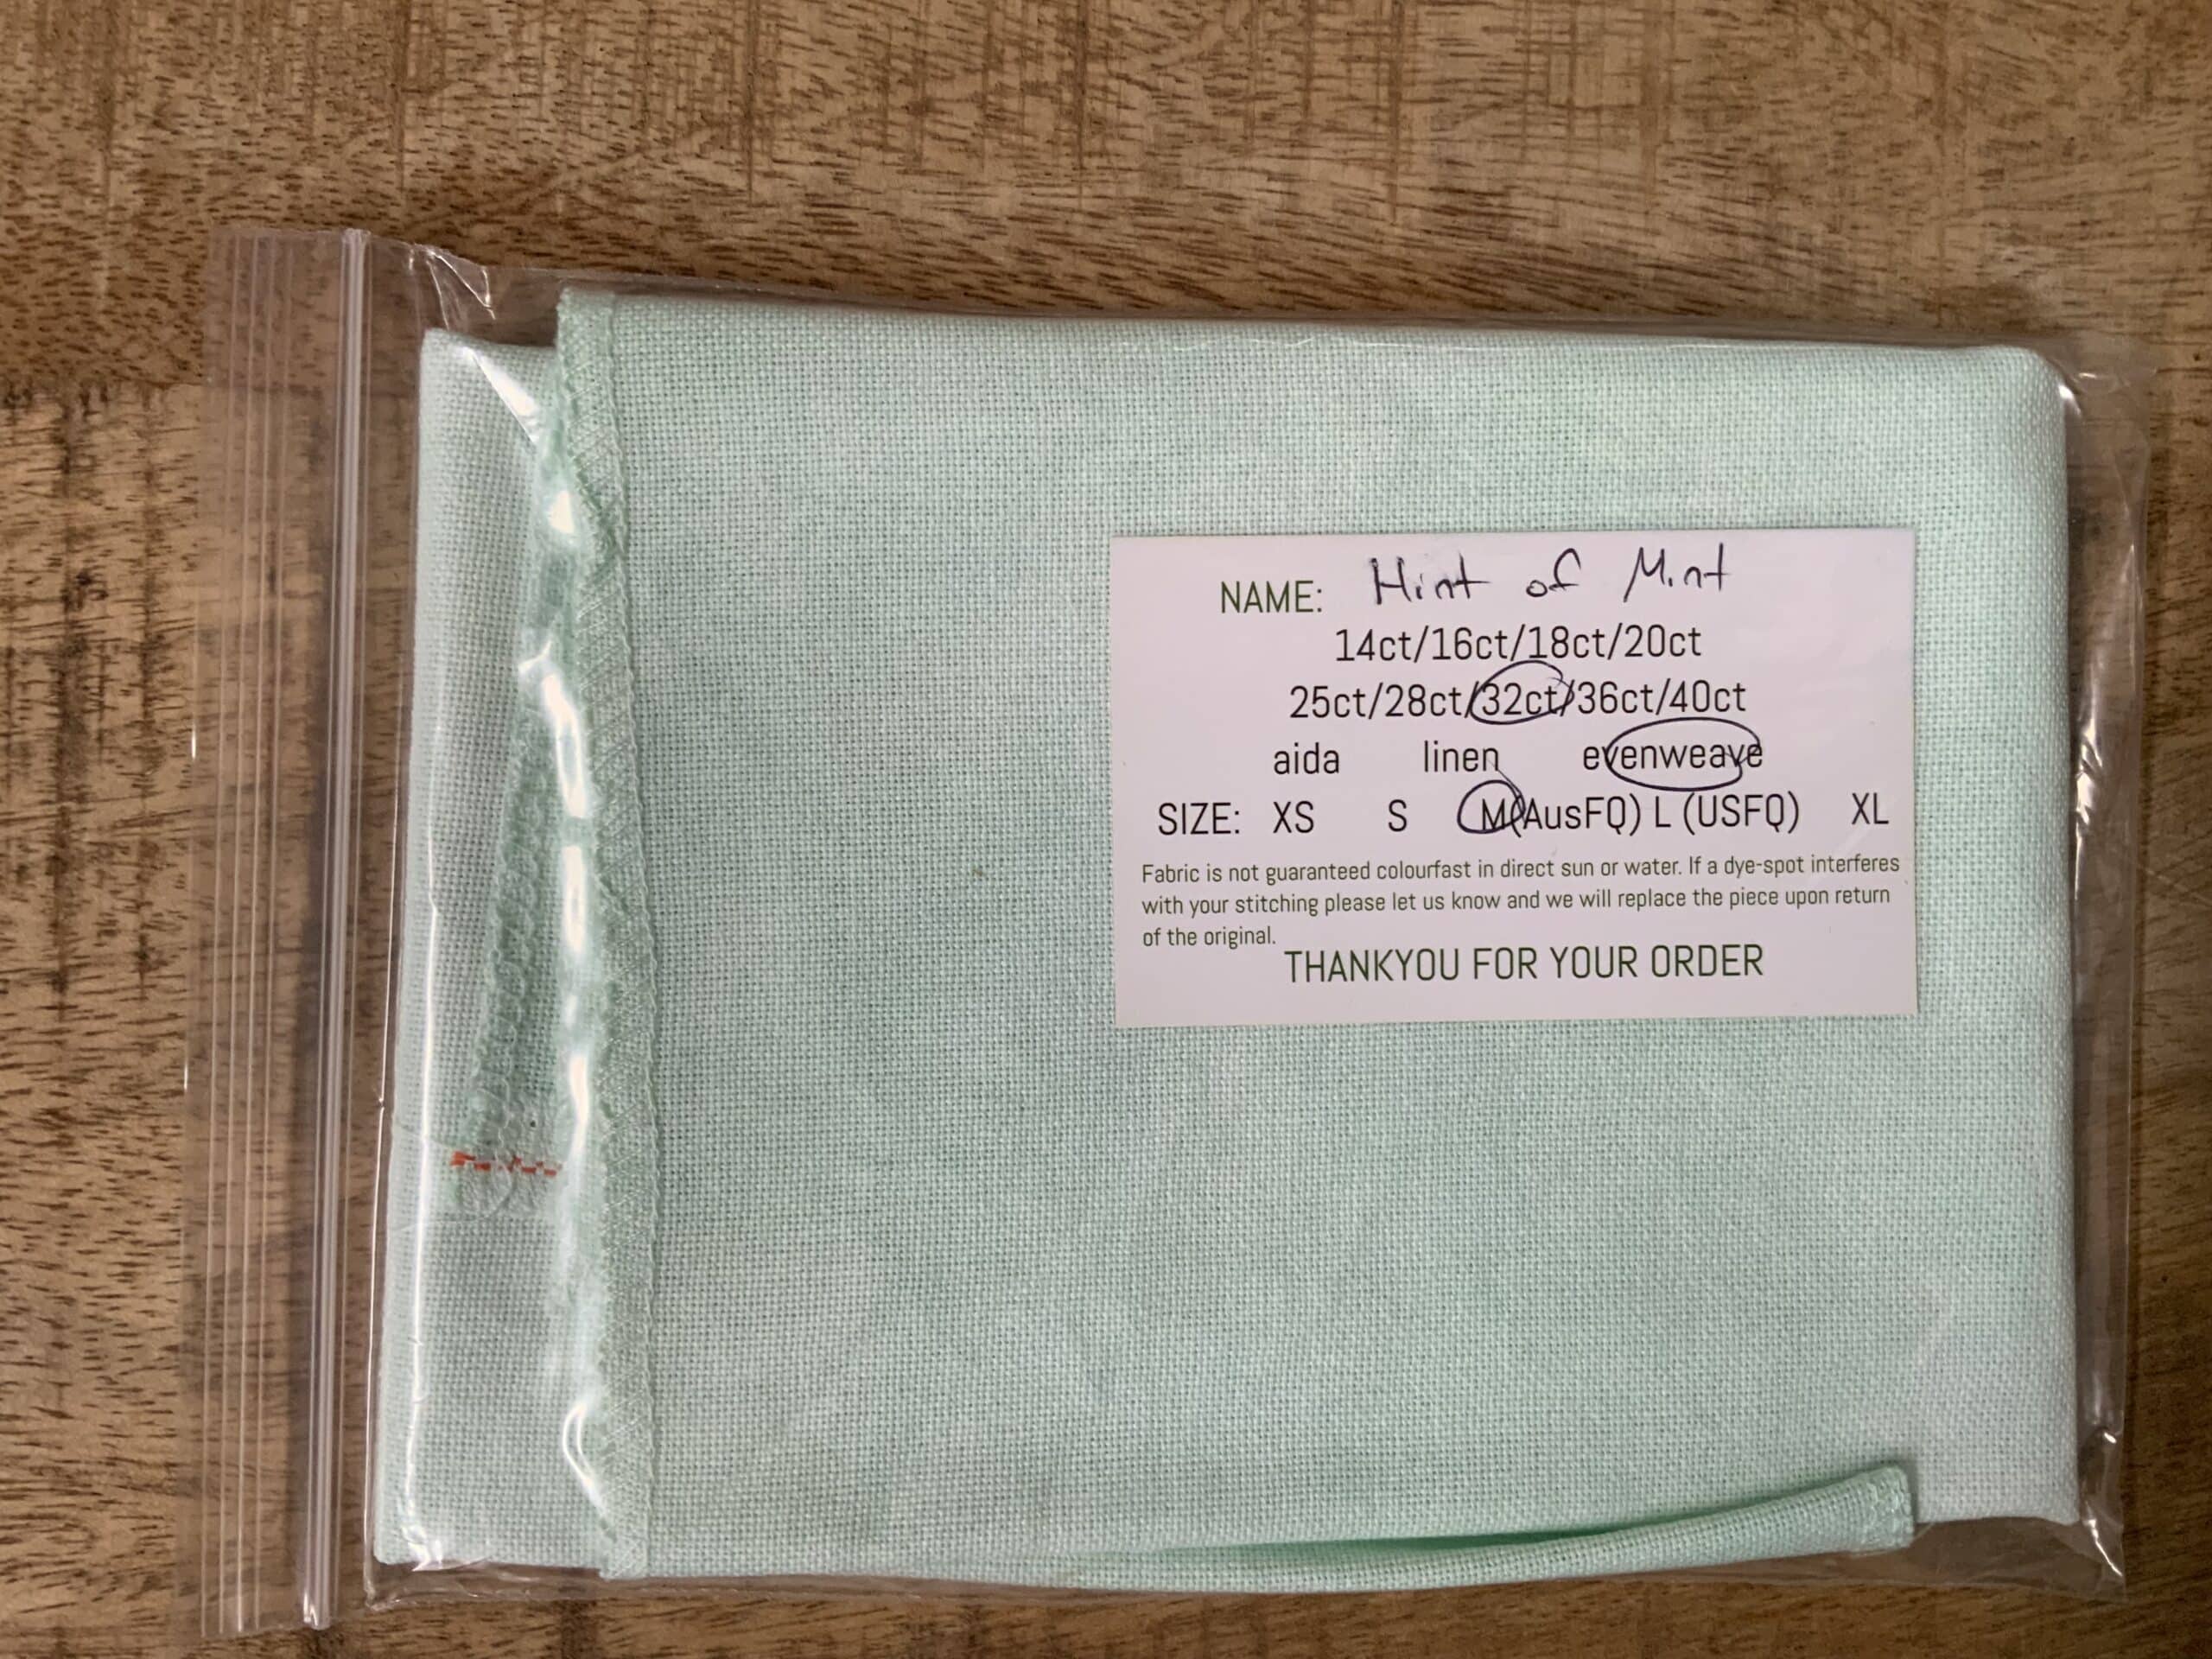 NAME: Hint of Mint
14ct/16ct/18ct/20ct
25ct/28ct/32ct/36ct/40ct
aida linen evenweave
SIZE: XS S M(AusFQ) L (USFQ) XL
Fabric is not guaranteed colourfast in direct sun or water. If a dye-spot interferes
with your stitching please let us know and we will replace the piece upon return
of the original.
THANKYOU FOR YOUR ORDER